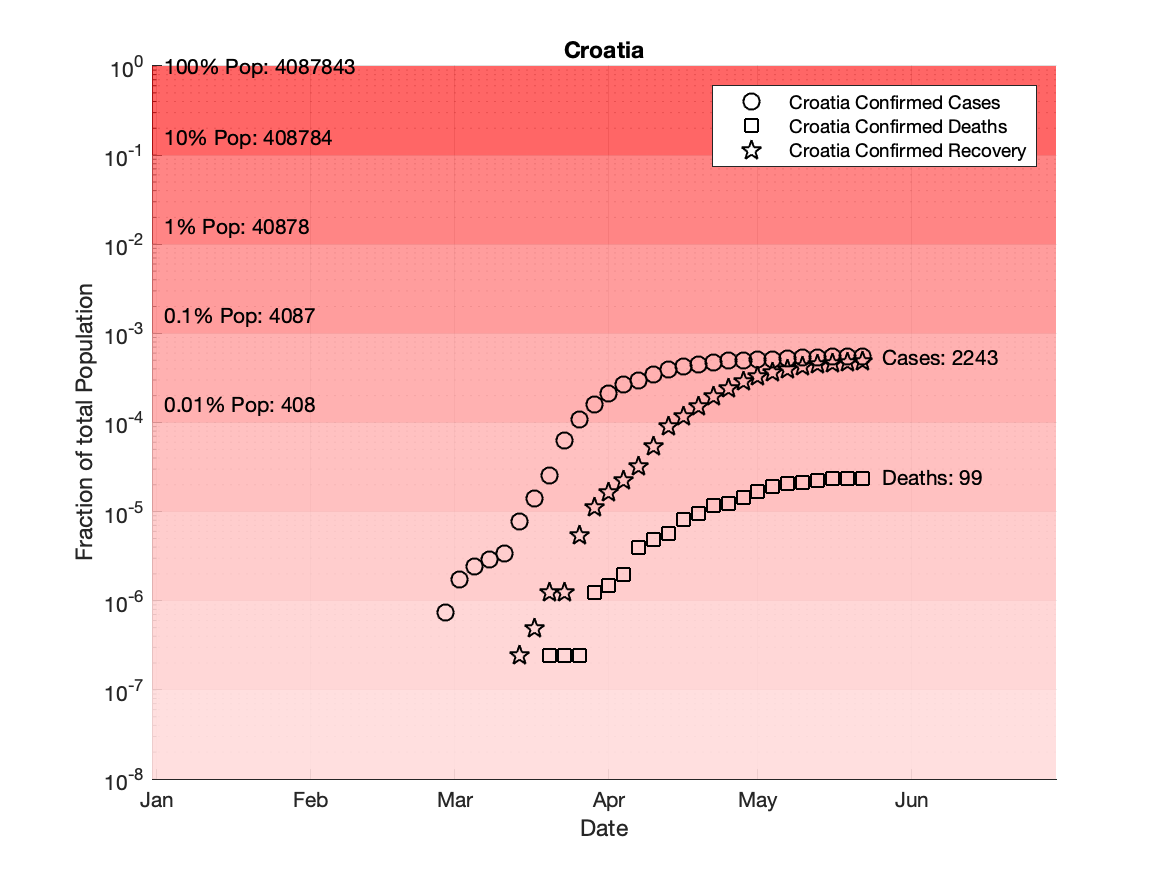 Croatia
10^0
10^-1
10^-2
10^-3
10^-4
10^-5
10^-6
10^-7
10^-8
Fraction of total Population
100% Pop: 4087843
10% Pop: 408784
1% Pop: 40878
0.1% Pop: 4087
0.01% Pop: 408
Croatia Confirmed Cases
Croatia Confirmed Deaths
Croatia Confirmed Recovery
Cases: 2243
Deaths: 99
Jan Feb Mar Apr May Jun
Date